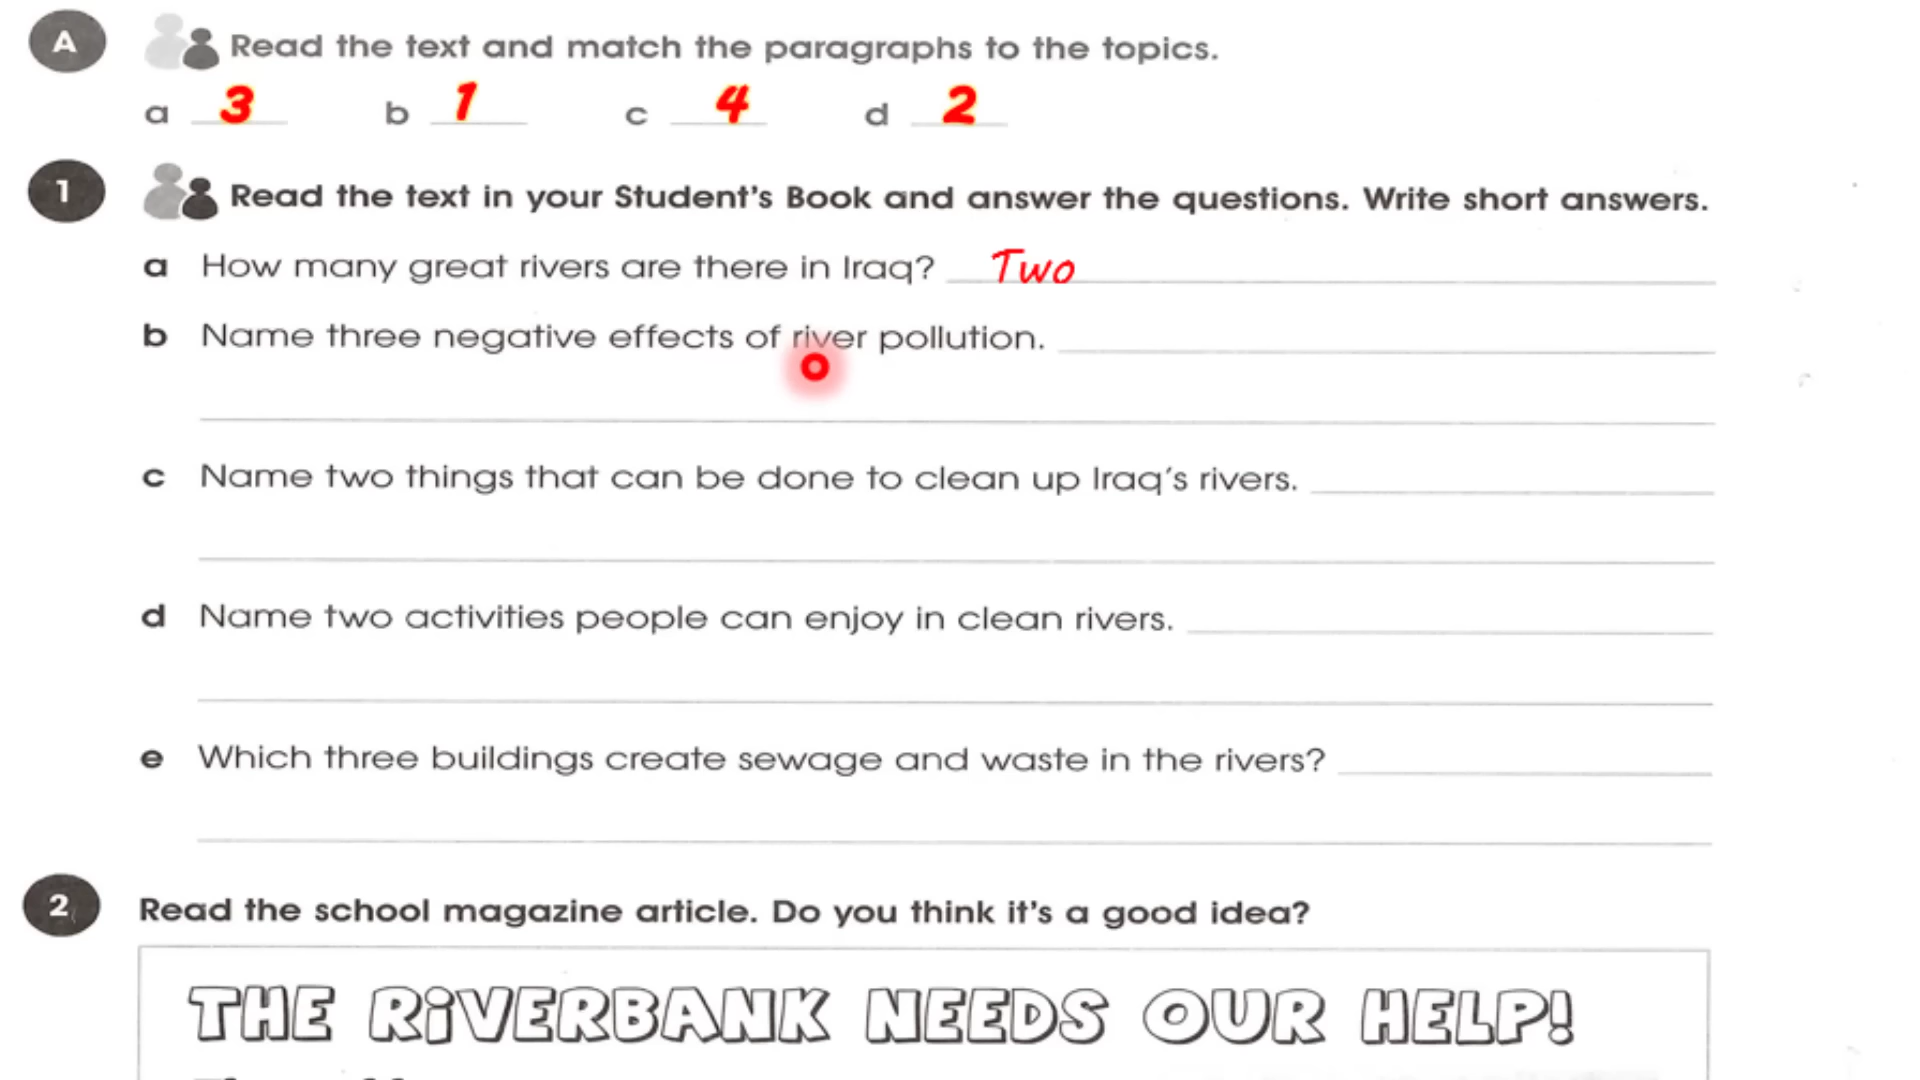 A Read the text and match the paragraphs to the topics.
a 3 b 1 c 4 d 2
1 Read the text in your Student's Book and answer the questions. Write short answers.
a How many great rivers are there in Iraq? Two
b Name three negative effects of river pollution.
c Name two things that can be done to clean up Iraq's rivers.
d Name two activities people can enjoy in clean rivers.
e Which three buildings create sewage and waste in the rivers?
2 Read the school magazine article. Do you think it's a good idea?
THE RiVERBANK NEEDS OUR HELP!